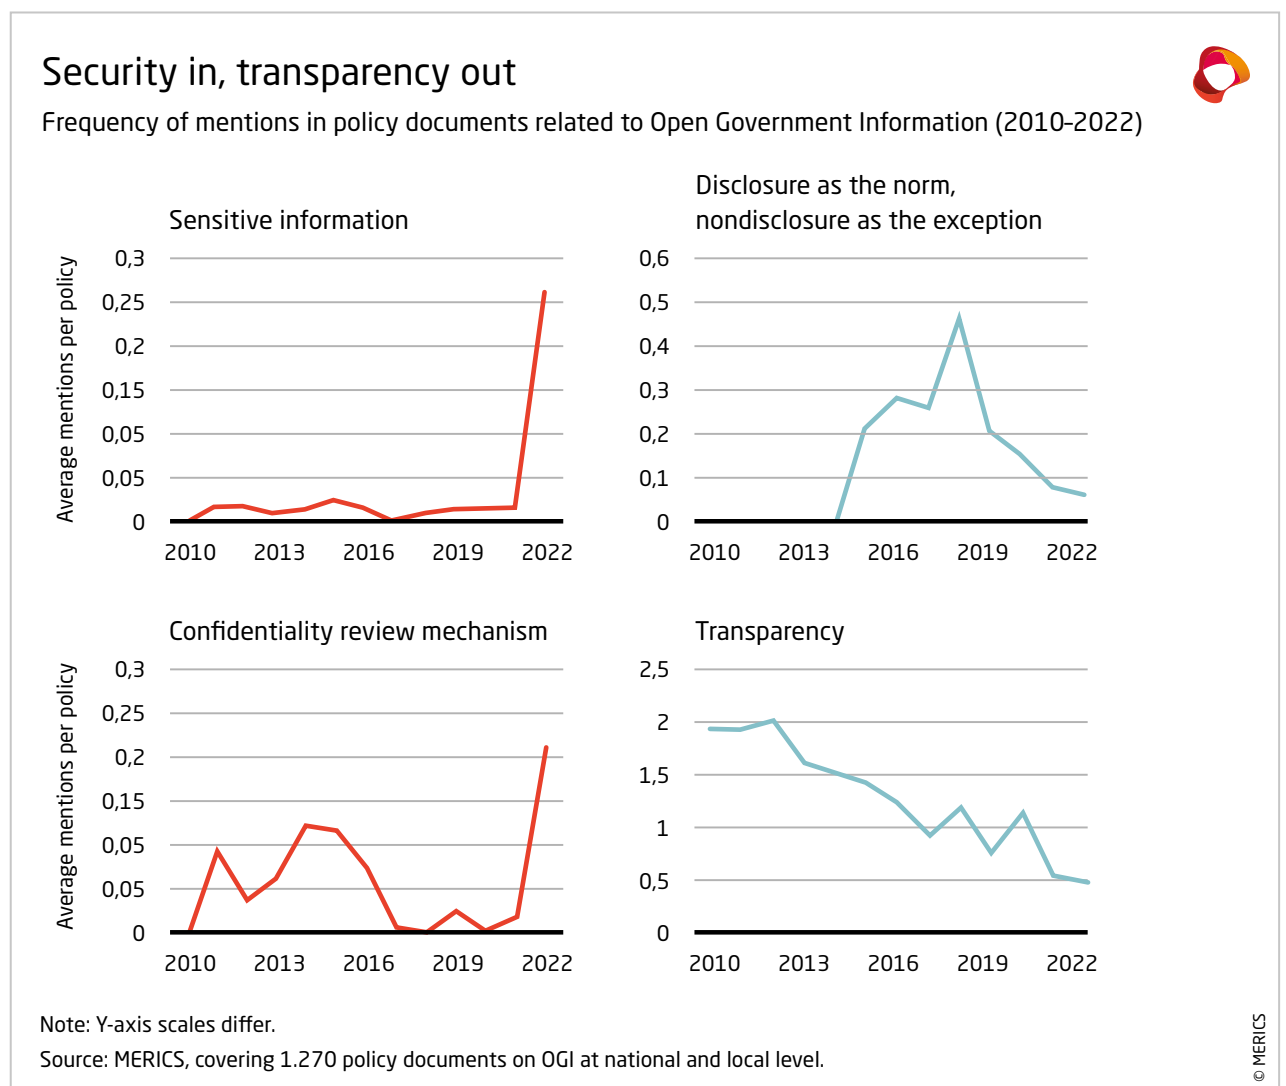 Security in, transparency out
Frequency of mentions in policy documents related to Open Government Information (2010–2022)
Sensitive information
Average mentions per policy
0,3
0,25
0,2
0,15
0,05
0,05
0
2010 2013 2016 2019 2022
Disclosure as the norm,
nondisclosure as the exception
0,6
0,5
0,4
0,3
0,2
0,1
0
2010 2013 2016 2019 2022
Confidentiality review mechanism
Average mentions per policy
0,3
0,25
0,2
0,15
0,05
0,05
0
2010 2013 2016 2019 2022
Transparency
2,5
2
1,5
1
0,5
0
2010 2013 2016 2019 2022
Note: Y-axis scales differ.
Source: MERICS, covering 1.270 policy documents on OGI at national and local level.
© MERICS